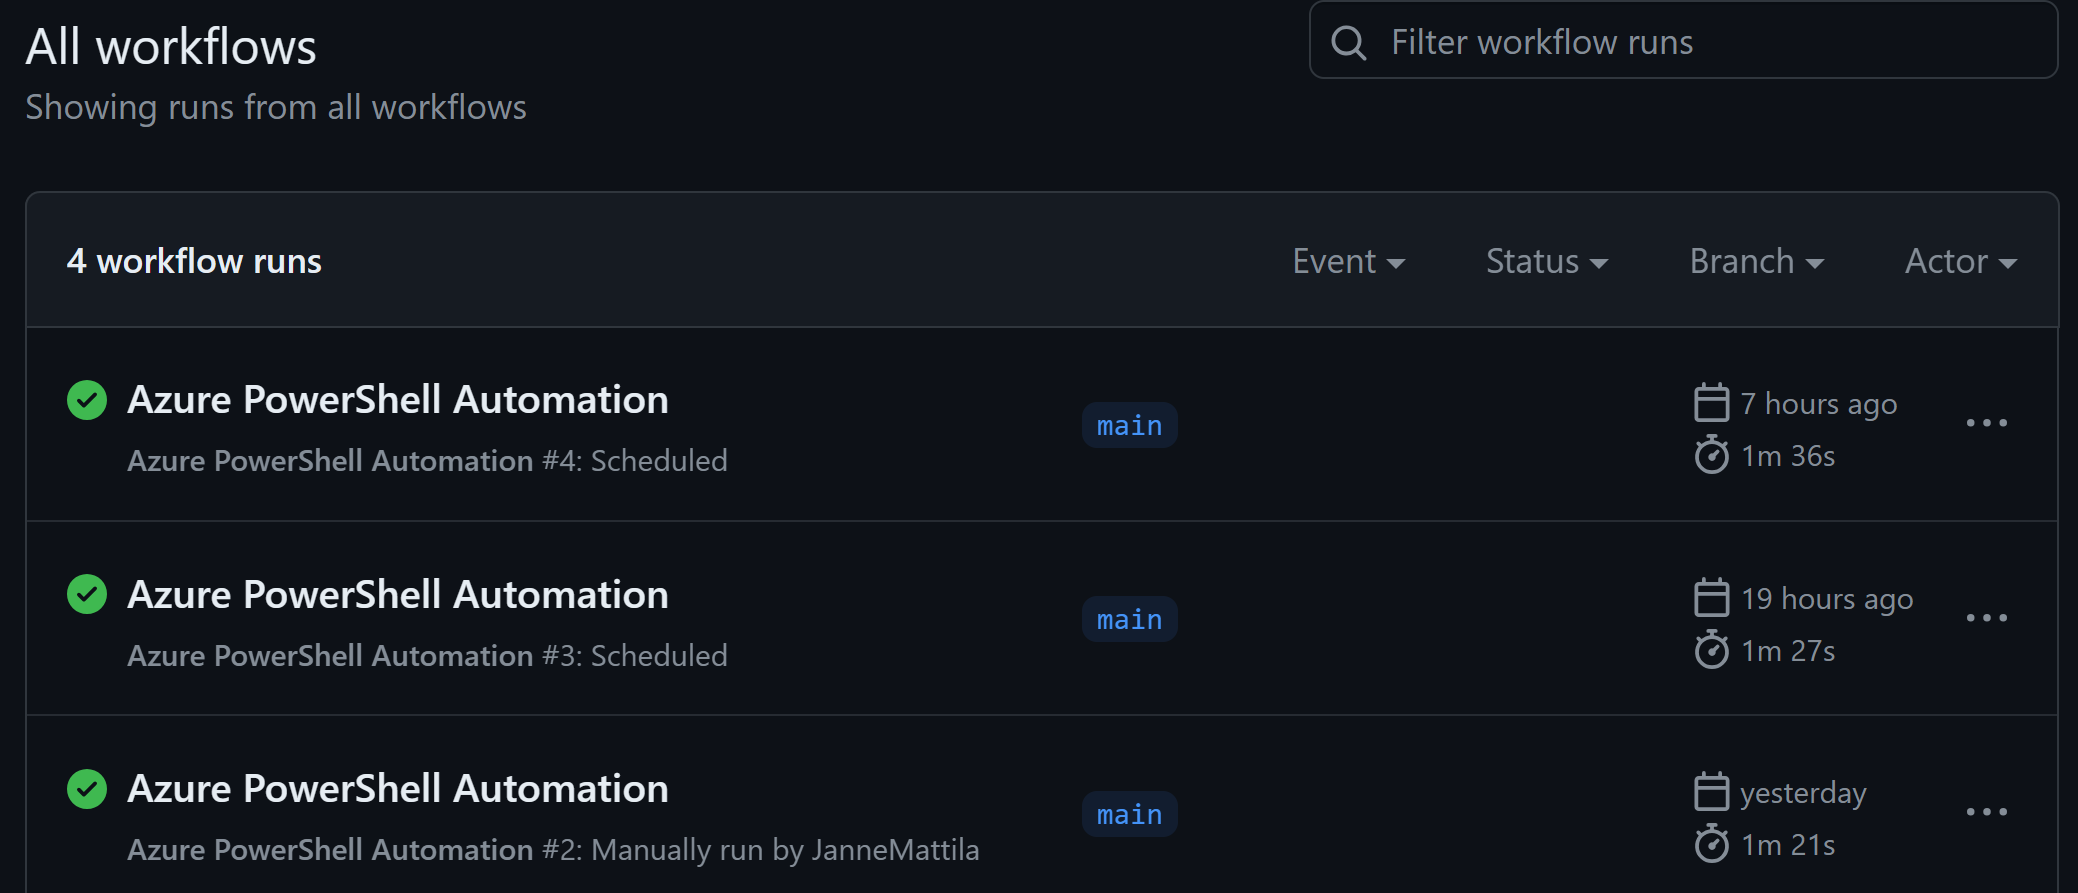 All workflows
Filter workflow runs
Showing runs from all workflows
4 workflow runs
Event
Status
Branch
Actor
Azure PowerShell Automation
Azure PowerShell Automation #4: Scheduled
main
7 hours ago
1m 36s
Azure PowerShell Automation
Azure PowerShell Automation #3: Scheduled
main
19 hours ago
1m 27s
Azure PowerShell Automation
Azure PowerShell Automation #2: Manually run by JanneMattila
main
yesterday
1m 21s